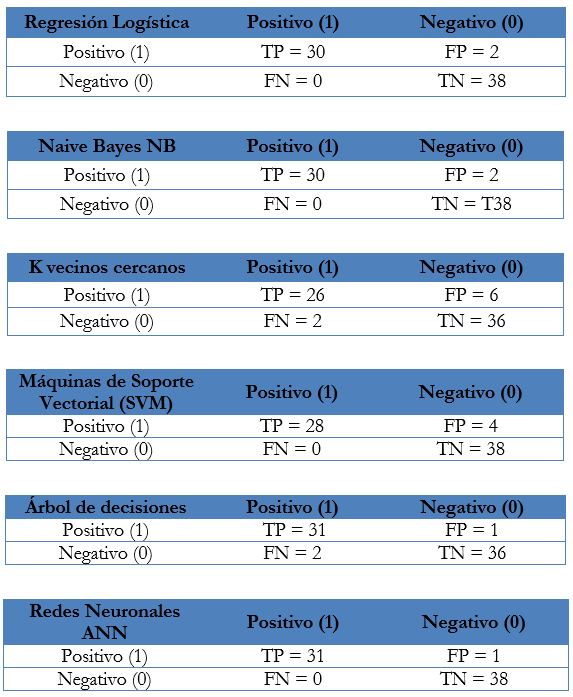 Regresión Logística Positivo (1) Negativo (0)
Positivo (1) TP = 30 FP = 2
Negativo (0) FN = 0 TN = 38
Naive Bayes NB Positivo (1) Negativo (0)
Positivo (1) TP = 30 FP = 2
Negativo (0) FN = 0 TN = T38
K vecinos cercanos Positivo (1) Negativo (0)
Positivo (1) TP = 26 FP = 6
Negativo (0) FN = 2 TN = 36
Máquinas de Soporte
Vectorial (SVM) Positivo (1) Negativo (0)
Positivo (1) TP = 28 FP = 4
Negativo (0) FN = 0 TN = 38
Árbol de decisiones Positivo (1) Negativo (0)
Positivo (1) TP = 31 FP = 1
Negativo (0) FN = 2 TN = 36
Redes Neuronales
ANN Positivo (1) Negativo (0)
Positivo (1) TP = 31 FP = 1
Negativo (0) FN = 0 TN = 38